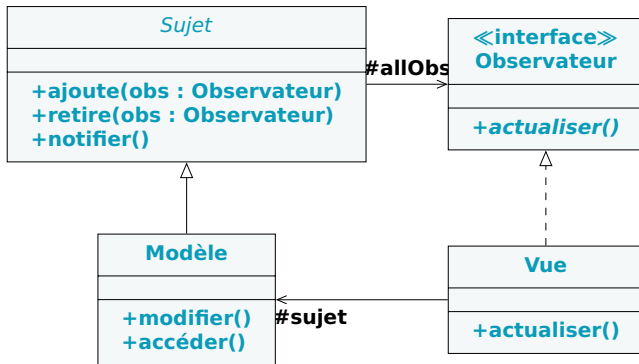 Sujet
+ajoute(obs : Observateur)
+retire(obs : Observateur)
+notifier()
#allObs
≪interface≫
Observateur
+actualiser()
Modèle
+modifier()
+accéder()
#sujet
Vue
+actualiser()